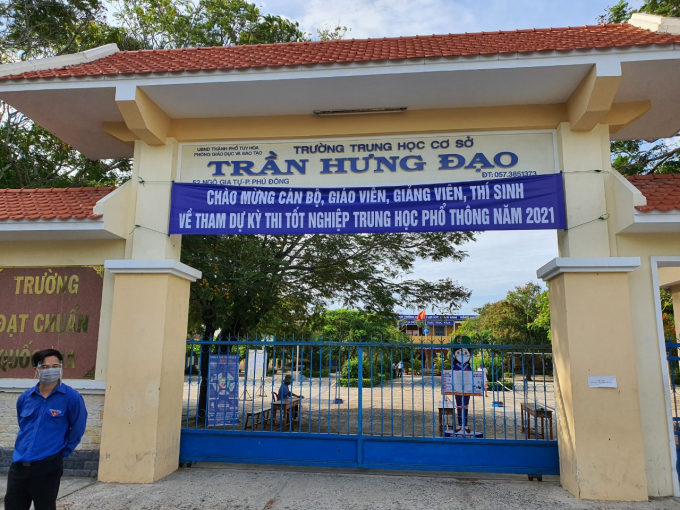 UBND THÀNH PHỐ TUY HÒA
PHÒNG GIÁO DỤC VÀ ĐÀO TẠO
TRƯỜNG TRUNG HỌC CƠ SỞ
TRẦN HƯNG ĐẠO
52 NGÔ GIA TỰ-P. PHÚ ĐÔNG
ĐT: 057.3851373
CHÀO MỪNG CÁN BỘ, GIÁO VIÊN, GIẢNG VIÊN, THÍ SINH
VỀ THAM DỰ KỲ THI TỐT NGHIỆP TRUNG HỌC PHỔ THÔNG NĂM 2021
TRƯỜNG
ĐẠT CHUẨN
QUỐC